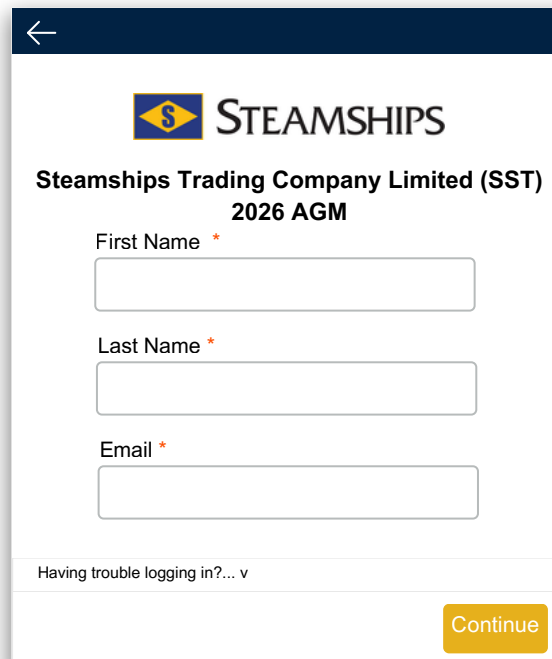 S STEAMSHIPS
Steamships Trading Company Limited (SST)
2026 AGM
First Name *
Last Name *
Email *
Having trouble logging in?... v
Continue